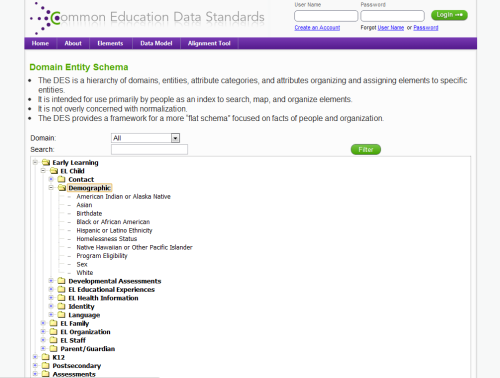 User Name
Password
Common Education Data Standards
Login
Create an Account
Forgot User Name or Password
Home About Elements Data Model Alignment Tool
Domain Entity Schema
The DES is a hierarchy of domains, entities, attribute categories, and attributes organizing and assigning elements to specific
entities.
It is intended for use primarily by people as an index to search, map, and organize elements.
It is not overly concerned with normalization.
The DES provides a framework for a more "flat schema" focused on facts of people and organization.
Domain: All
Search: Filter
Early Learning
EL Child
Contact
Demographic
American Indian or Alaska Native
Asian
Birthdate
Black or African American
Hispanic or Latino Ethnicity
Homelessness Status
Native Hawaiian or Other Pacific Islander
Program Eligibility
Sex
White
Developmental Assessments
EL Educational Experiences
EL Health Information
Identity
Language
EL Family
EL Organization
EL Staff
Parent/Guardian
K12
Postsecondary
Assessments